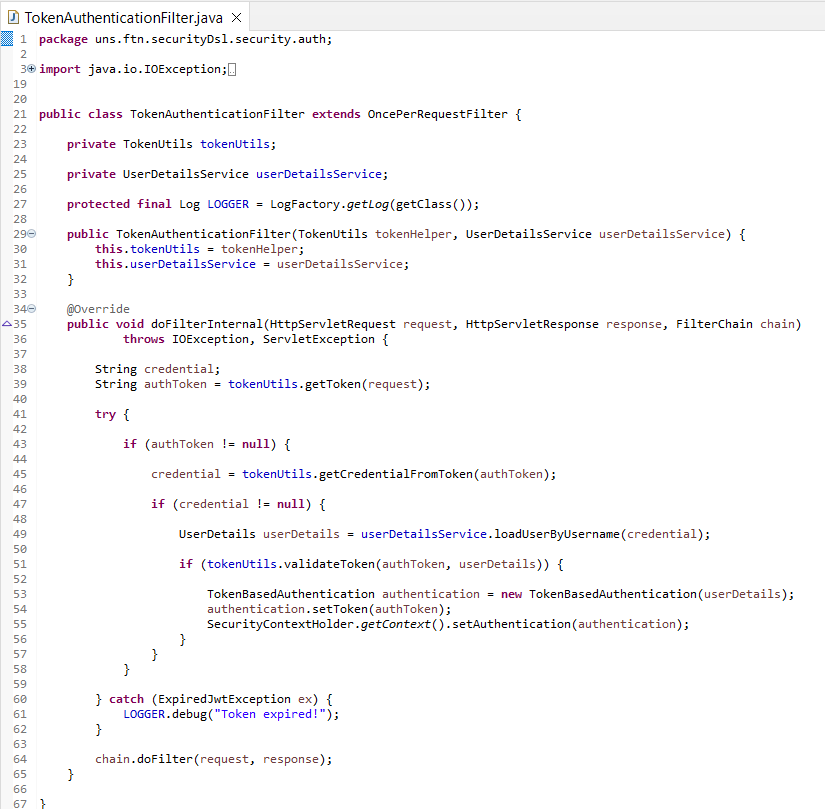 TokenAuthenticationFilter.java
1 package uns.ftn.securityDsl.security.auth;
2
3 import java.io.IOException;
19
20
21 public class TokenAuthenticationFilter extends OncePerRequestFilter {
22
23     private TokenUtils tokenUtils;
24
25     private UserDetailsService userDetailsService;
26
27     protected final Log LOGGER = LogFactory.getLog(getClass());
28
29     public TokenAuthenticationFilter(TokenUtils tokenHelper, UserDetailsService userDetailsService) {
30         this.tokenUtils = tokenHelper;
31         this.userDetailsService = userDetailsService;
32     }
33
34     @Override
35     public void doFilterInternal(HttpServletRequest request, HttpServletResponse response, FilterChain chain)
36             throws IOException, ServletException {
37
38         String credential;
39         String authToken = tokenUtils.getToken(request);
40
41         try {
42
43             if (authToken != null) {
44
45                 credential = tokenUtils.getCredentialFromToken(authToken);
46
47                 if (credential != null) {
48
49                     UserDetails userDetails = userDetailsService.loadUserByUsername(credential);
50
51                     if (tokenUtils.validateToken(authToken, userDetails)) {
52
53                         TokenBasedAuthentication authentication = new TokenBasedAuthentication(userDetails);
54                         authentication.setToken(authToken);
55                         SecurityContextHolder.getContext().setAuthentication(authentication);
56                     }
57                 }
58             }
59
60         } catch (ExpiredJwtException ex) {
61             LOGGER.debug("Token expired!");
62         }
63
64         chain.doFilter(request, response);
65     }
66
67 }